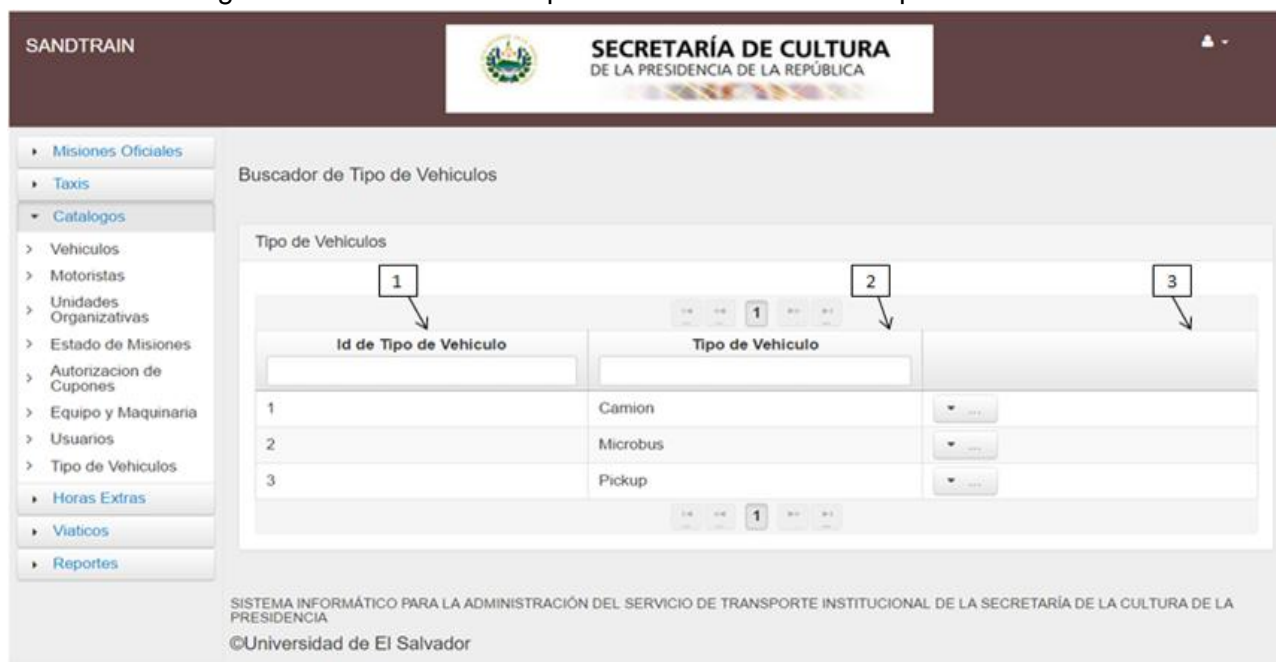 SANDTRAIN
SECRETARÍA DE CULTURA
DE LA PRESIDENCIA DE LA REPÚBLICA
Misiones Oficiales
Taxis
Catalogos
Vehiculos
Motoristas
Unidades
Organizativas
Estado de Misiones
Autorizacion de
Cupones
Equipo y Maquinaria
Usuarios
Tipo de Vehiculos
Horas Extras
Viaticos
Reportes
Buscador de Tipo de Vehiculos
Tipo de Vehiculos
1 2 3
1
Id de Tipo de Vehiculo Tipo de Vehiculo
1 Camion ...
2 Microbus ...
3 Pickup ...
1
SISTEMA INFORMÁTICO PARA LA ADMINISTRACIÓN DEL SERVICIO DE TRANSPORTE INSTITUCIONAL DE LA SECRETARÍA DE LA CULTURA DE LA
PRESIDENCIA
©Universidad de El Salvador